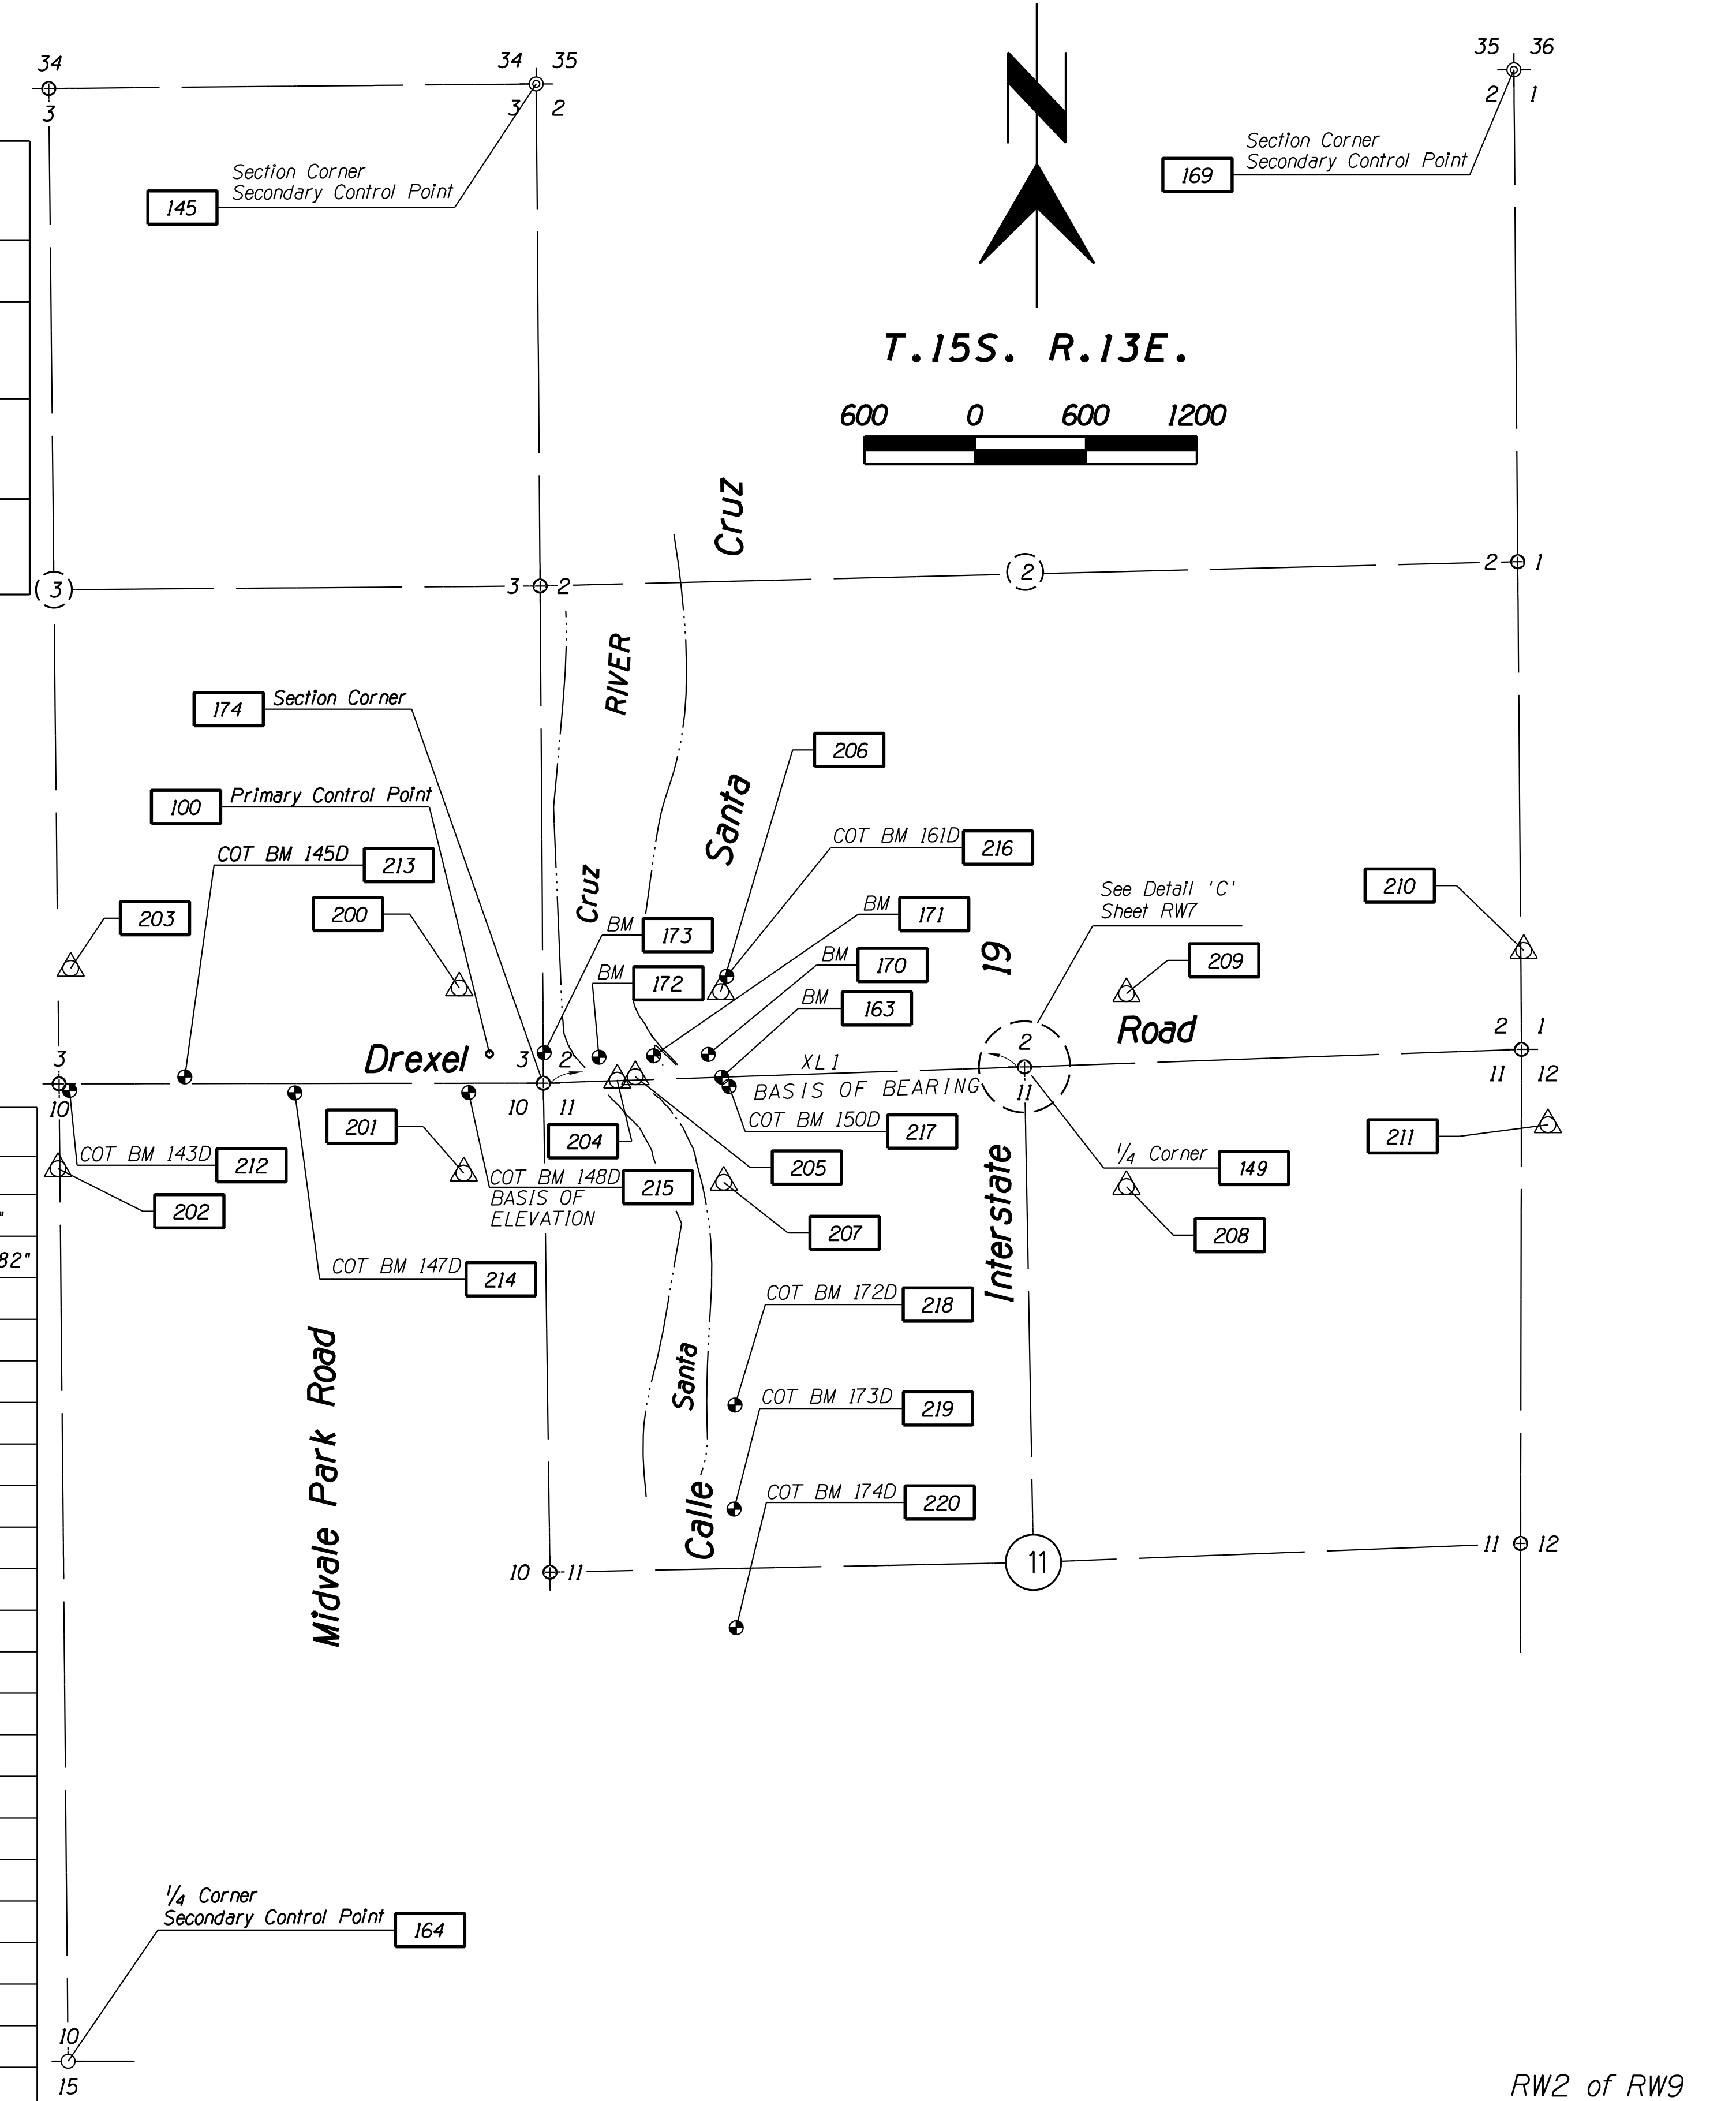 34
3
34 35
3 2
35 36
2 1
Section Corner
Secondary Control Point
145
Section Corner
Secondary Control Point
169
N
T.15S. R.13E.
600 0 600 1200
Cruz
3
3 2
2
2 1
RIVER
174
Section Corner
206
Santa
100
Primary Control Point
COT BM 161D
216
COT BM 145D
213
Cruz
See Detail 'C'
Sheet RW7
210
203
200
BM
173
BM
171
19
209
BM
172
BM
170
BM
163
Road
2 1
3
Drexel
3 2
2
XL1
BASIS OF BEARING
10
10 11
11
11 12
201
204
COT BM 150D
217
211
COT BM 143D
212
205
1/4 Corner
149
COT BM 148D
215
BASIS OF
ELEVATION
202
207
Interstate
208
"
82"
COT BM 147D
214
COT BM 172D
218
Midvale Park Road
Santa
COT BM 173D
219
Calle
COT BM 174D
220
10 11
11
11 12
1/4 Corner
Secondary Control Point
164
10
15
RW2 of RW9